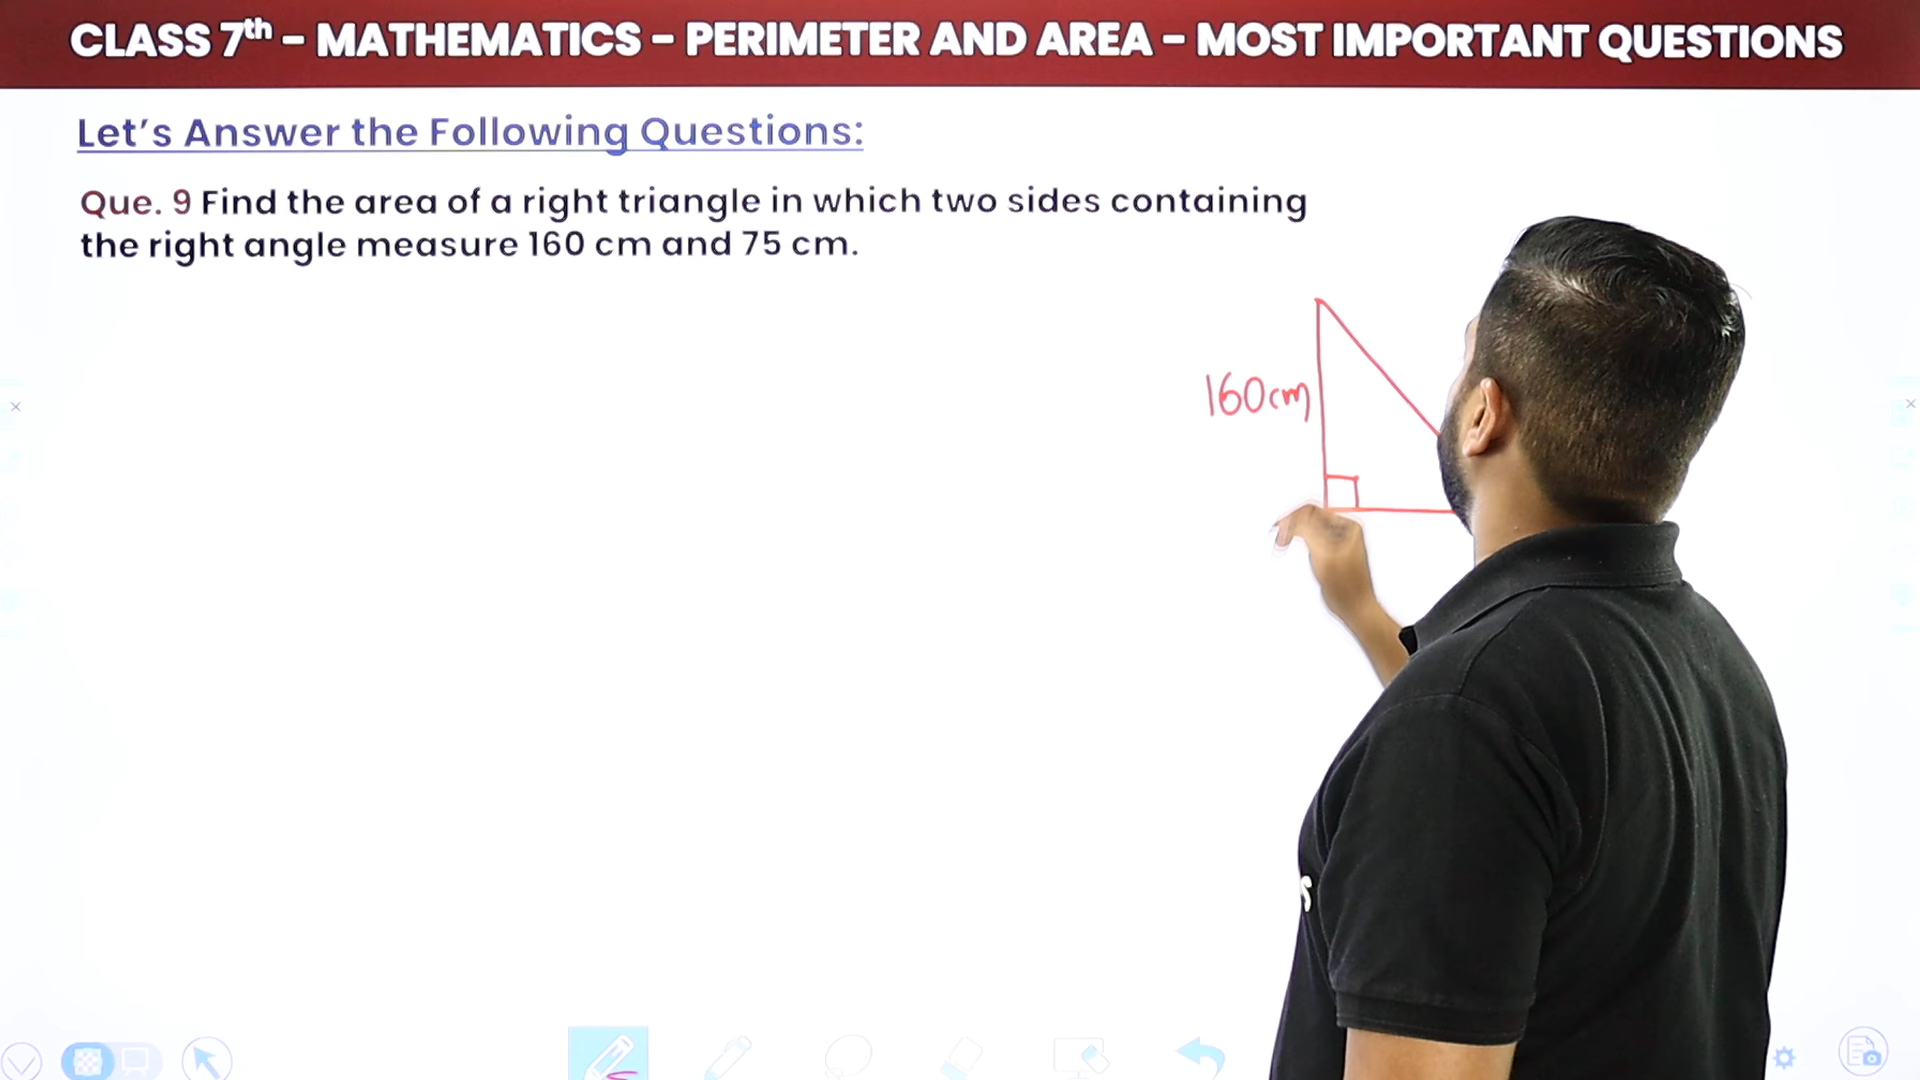 CLASS 7th – MATHEMATICS – PERIMETER AND AREA – MOST IMPORTANT QUESTIONS
Let’s Answer the Following Questions:
Que. 9 Find the area of a right triangle in which two sides containing
the right angle measure 160 cm and 75 cm.
160cm